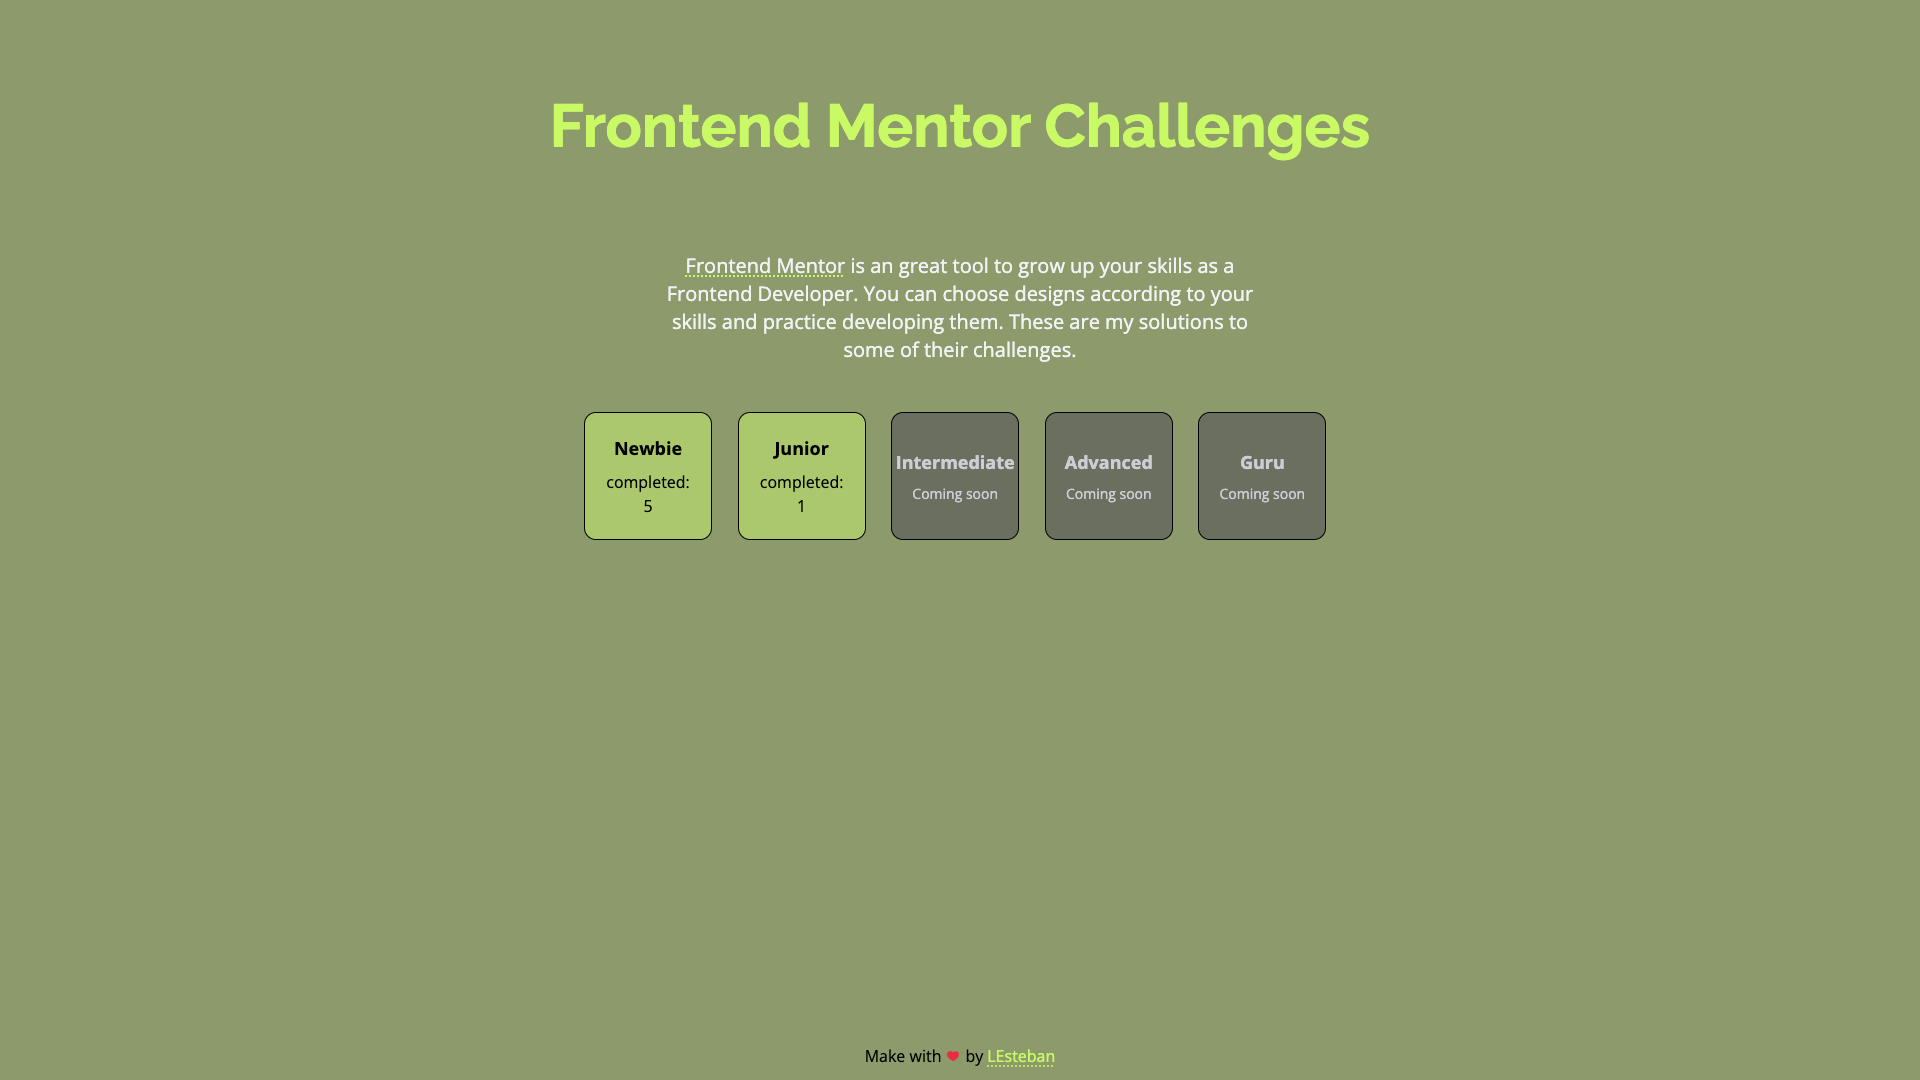 Frontend Mentor Challenges
Frontend Mentor is an great tool to grow up your skills as a
Frontend Developer. You can choose designs according to your
skills and practice developing them. These are my solutions to
some of their challenges.
Newbie
completed:
5
Junior
completed:
1
Intermediate
Coming soon
Advanced
Coming soon
Guru
Coming soon
Make with ❤ by LEsteban